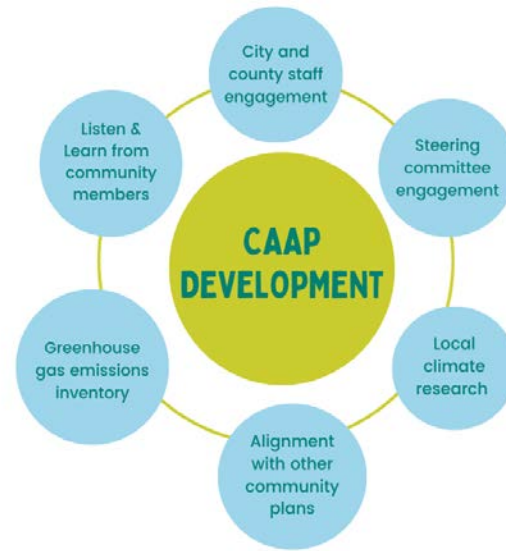 City and
county staff
engagement
Listen &
Learn from
community
members
Steering
committee
engagement
CAAP
DEVELOPMENT
Greenhouse
gas emissions
inventory
Local
climate
research
Alignment
with other
community
plans